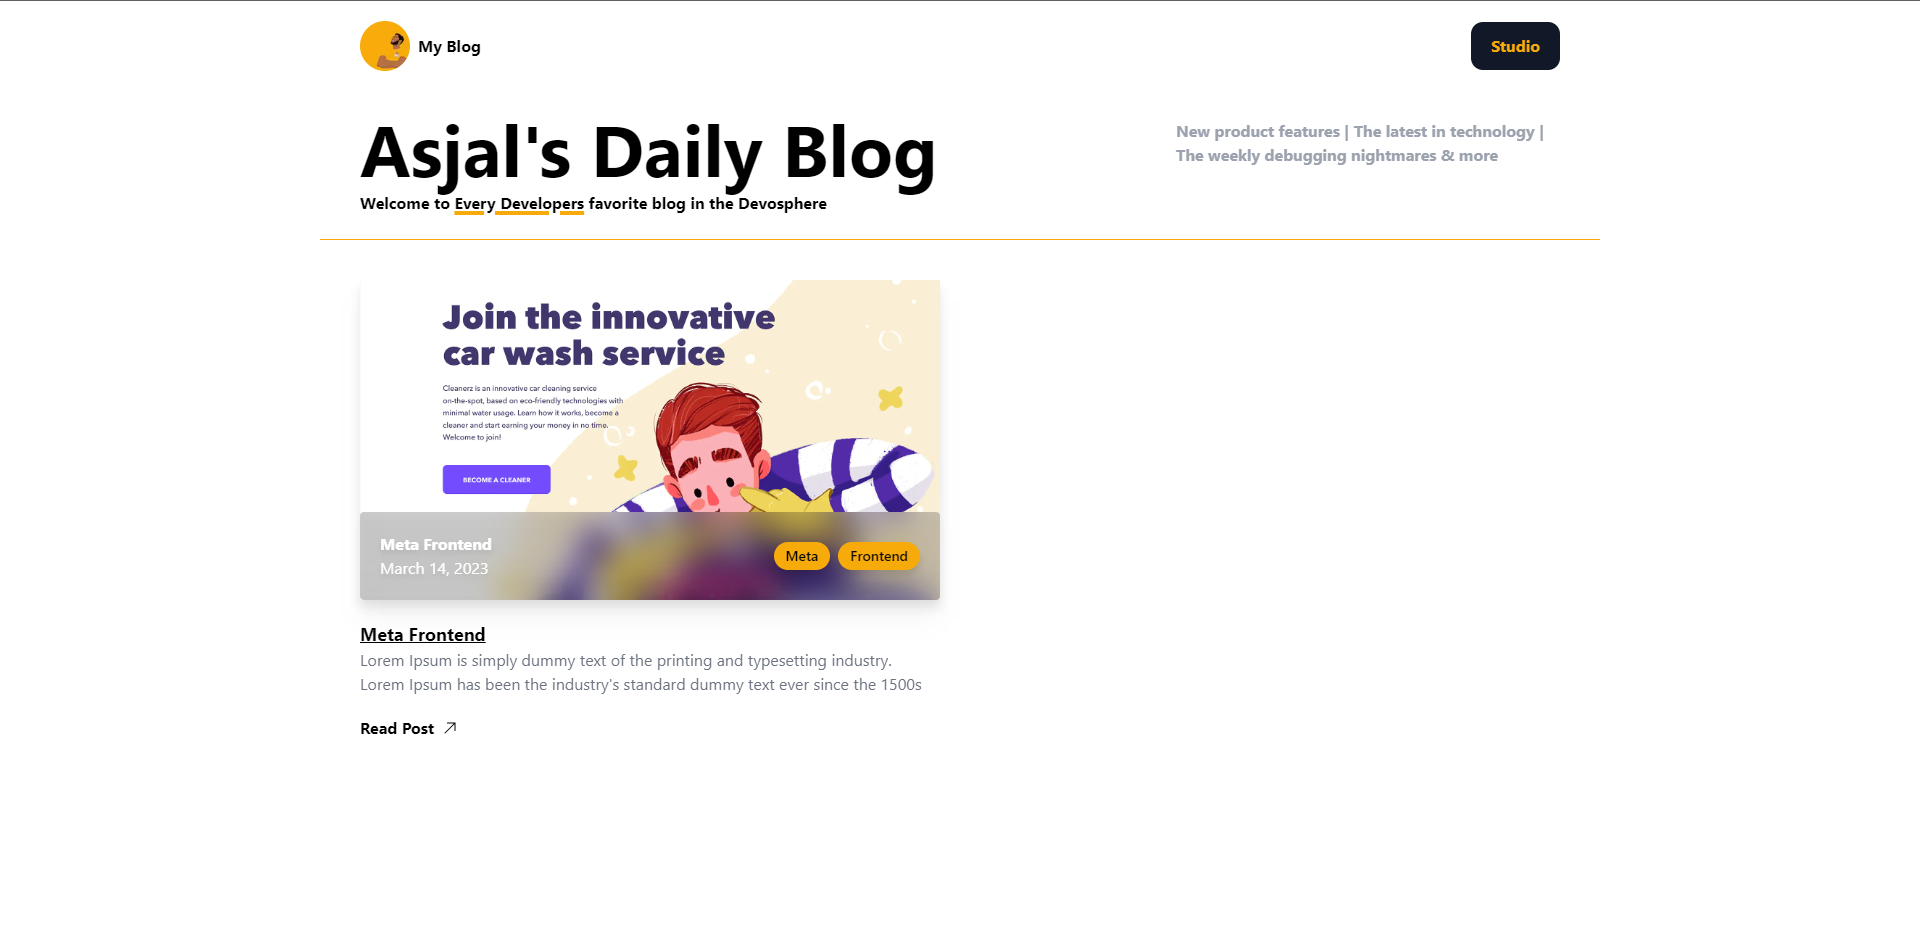 My Blog
Studio
Asjal's Daily Blog
Welcome to Every Developers favorite blog in the Devosphere
New product features | The latest in technology |
The weekly debugging nightmares & more
Join the innovative
car wash service
Cleanerz is an innovative car cleaning service
on-the-spot, based on eco-friendly technologies with
minimal water usage. Learn how it works, become a
cleaner and start earning your money in no time.
Welcome to join!
BECOME A CLEANER
Meta Frontend
March 14, 2023
Meta
Frontend
Meta Frontend
Lorem Ipsum is simply dummy text of the printing and typesetting industry.
Lorem Ipsum has been the industry's standard dummy text ever since the 1500s
Read Post